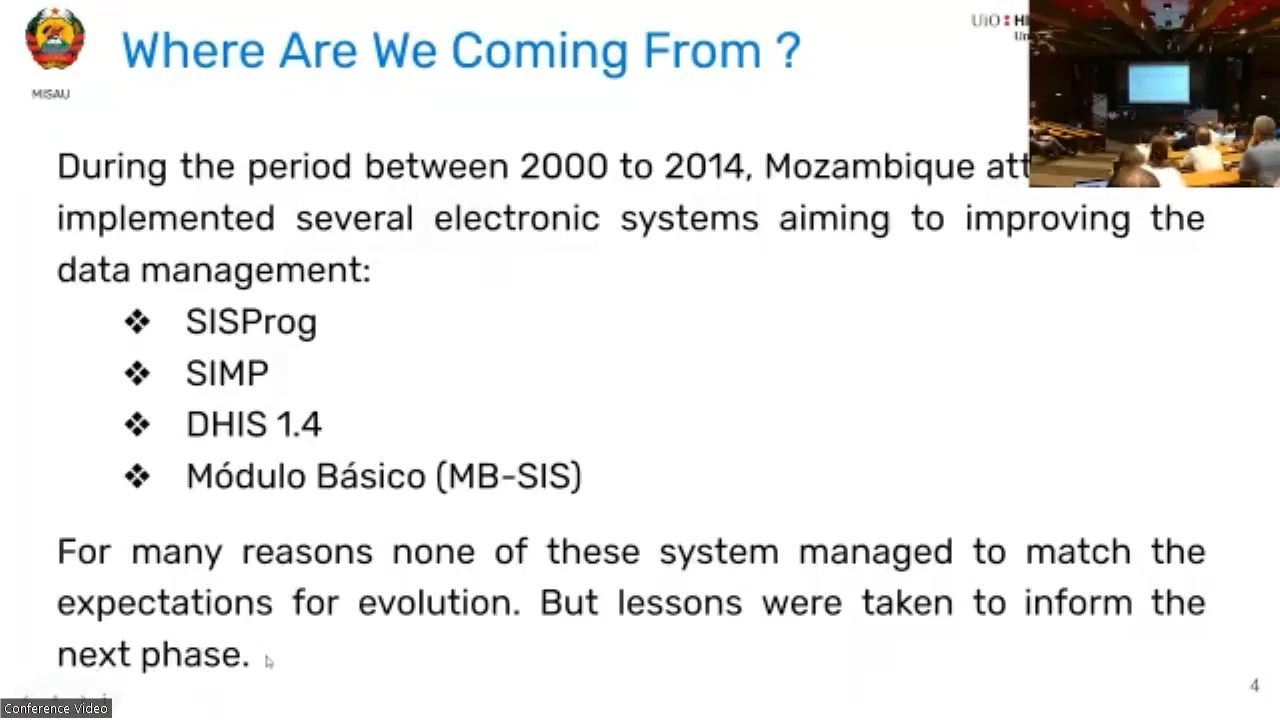 Where Are We Coming From ?
UiO
MISAU
During the period between 2000 to 2014, Mozambique
implemented several electronic systems aiming to improving the
data management:
❖ SISProg
❖ SIMP
❖ DHIS 1.4
❖ Módulo Básico (MB-SIS)
For many reasons none of these system managed to match the
expectations for evolution. But lessons were taken to inform the
next phase.
4
Conference Video